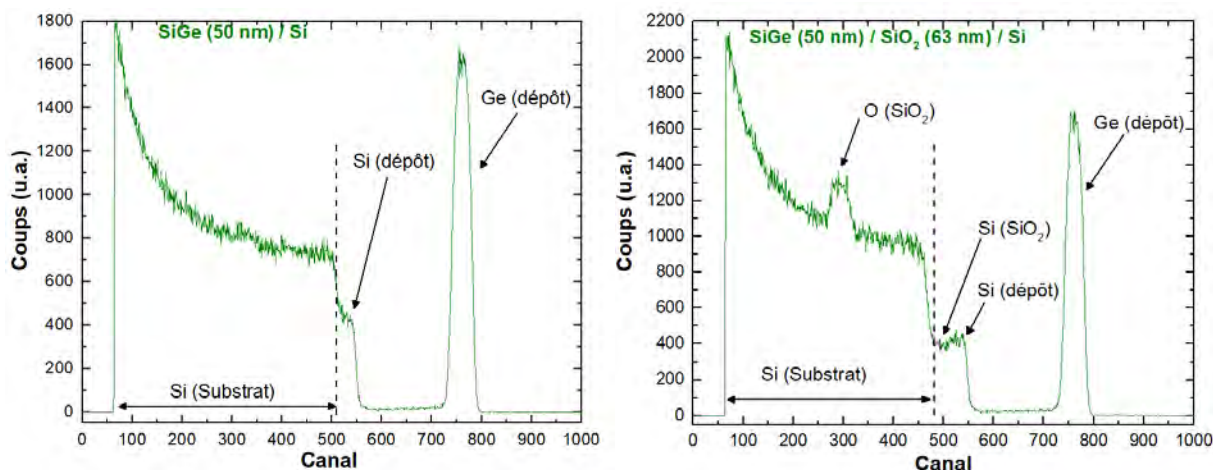 SiGe (50 nm) / Si
1800
1600
1400
1200
1000
800
600
400
200
0
Coups (u.a.)
Ge (dépôt)
Si (dépôt)
Si (Substrat)
0 100 200 300 400 500 600 700 800 900 1000
Canal
SiGe (50 nm) / SiO₂ (63 nm) / Si
2200
2000
1800
1600
1400
1200
1000
800
600
400
200
0
Coups (u.a.)
O (SiO₂)
Ge (dépôt)
Si (SiO₂)
Si (dépôt)
Si (Substrat)
0 100 200 300 400 500 600 700 800 900 1000
Canal